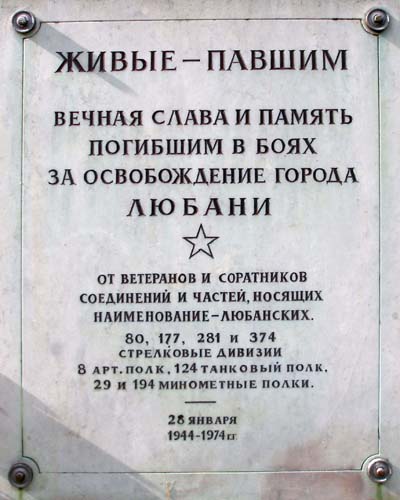 ЖИВЫЕ – ПАВШИМ
ВЕЧНАЯ СЛАВА И ПАМЯТЬ
ПОГИБШИМ В БОЯХ
ЗА ОСВОБОЖДЕНИЕ ГОРОДА
ЛЮБАНИ
ОТ ВЕТЕРАНОВ И СОРАТНИКОВ
СОЕДИНЕНИЙ И ЧАСТЕЙ, НОСЯЩИХ
НАИМЕНОВАНИЕ – ЛЮБАНСКИХ.
80, 177, 281 И 374
СТРЕЛКОВЫЕ ДИВИЗИИ
8 АРТ. ПОЛК, 124 ТАНКОВЫЙ ПОЛК,
29 И 194 МИНОМЕТНЫЕ ПОЛКИ.
28 ЯНВАРЯ
1944-1974 г.г.